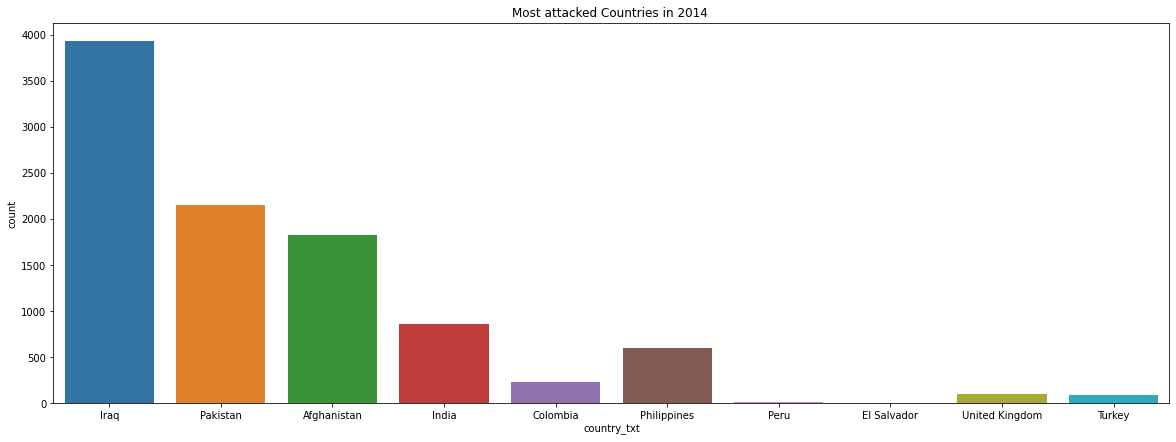 Most attacked Countries in 2014
4000
3500
3000
2500
2000
1500
1000
500
0
count
Iraq Pakistan Afghanistan India Colombia Philippines Peru El Salvador United Kingdom Turkey
country_txt